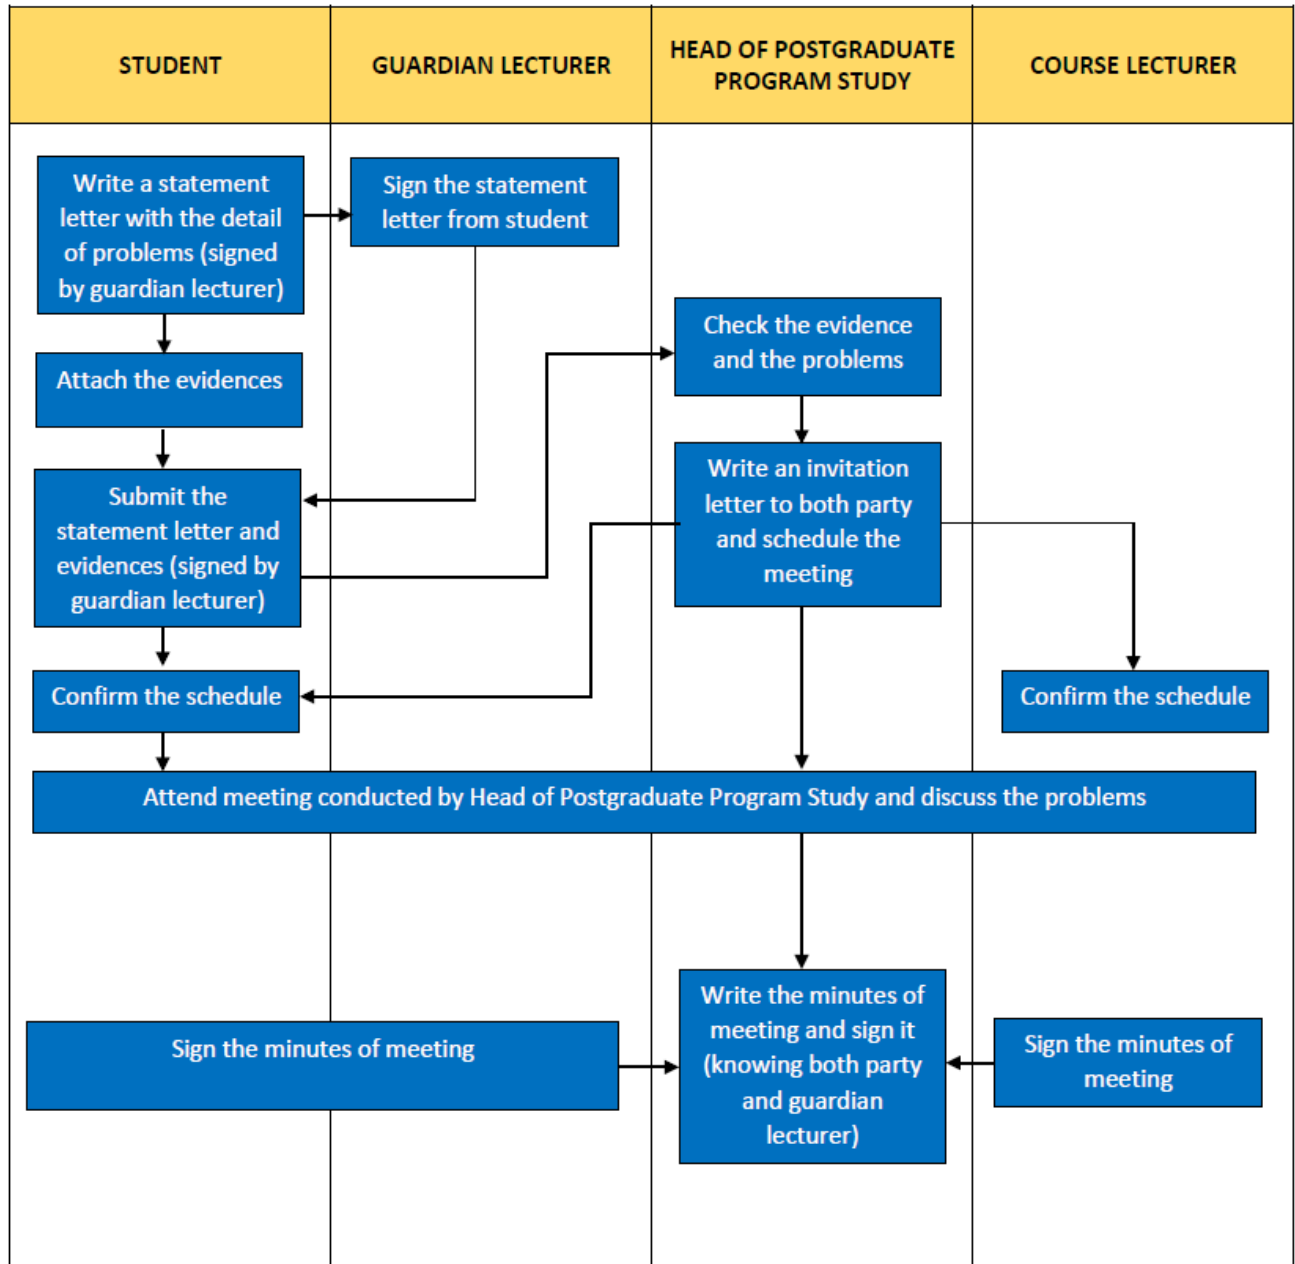 STUDENT
GUARDIAN LECTURER
HEAD OF POSTGRADUATE
PROGRAM STUDY
COURSE LECTURER
Write a statement
letter with the detail
of problems (signed
by guardian lecturer)
Sign the statement
letter from student
Check the evidence
and the problems
Attach the evidences
Write an invitation
letter to both party
and schedule the
meeting
Submit the
statement letter and
evidences (signed by
guardian lecturer)
Confirm the schedule
Confirm the schedule
Attend meeting conducted by Head of Postgraduate Program Study and discuss the problems
Sign the minutes of meeting
Write the minutes of
meeting and sign it
(knowing both party
and guardian
lecturer)
Sign the minutes of
meeting